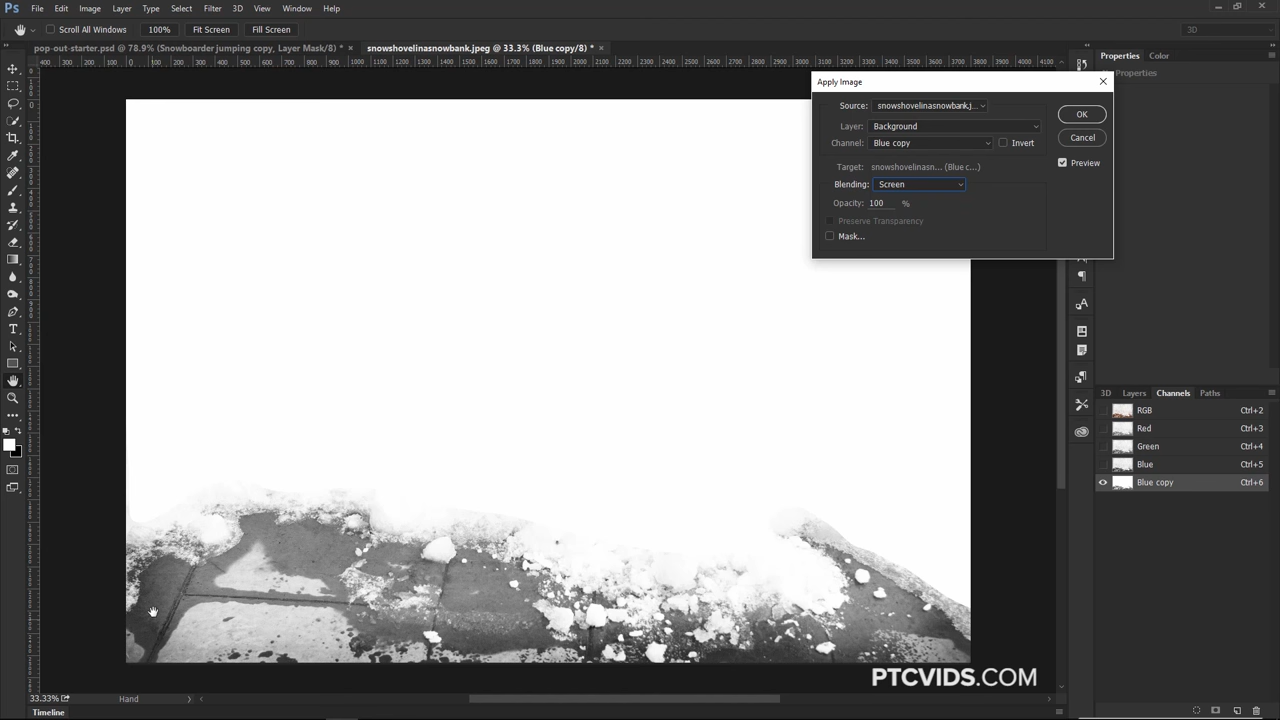 Ps File Edit Image Layer Type Select Filter 3D View Window Help
Scroll All Windows 100% Fit Screen Fill Screen 3D
pop-out-starter.psd @ 78.9% (Snowboarder jumping copy, Layer Mask/8) * × snowshovelinasnowbank.jpeg @ 33.3% (Blue copy/8) * ×
Properties Color
Properties
Apply Image
Source: snowshovelinasnowbank.j...
OK
Layer: Background
Cancel
Channel: Blue copy Invert
Preview
Target: snowshovelinasn... (Blue c...)
Blending: Screen
Opacity: 100 %
Preserve Transparency
Mask...
3D Layers Channels Paths
RGB Ctrl+2
Red Ctrl+3
Green Ctrl+4
Blue Ctrl+5
Blue copy Ctrl+6
PTCVIDS.COM
33.33% Hand
Timeline